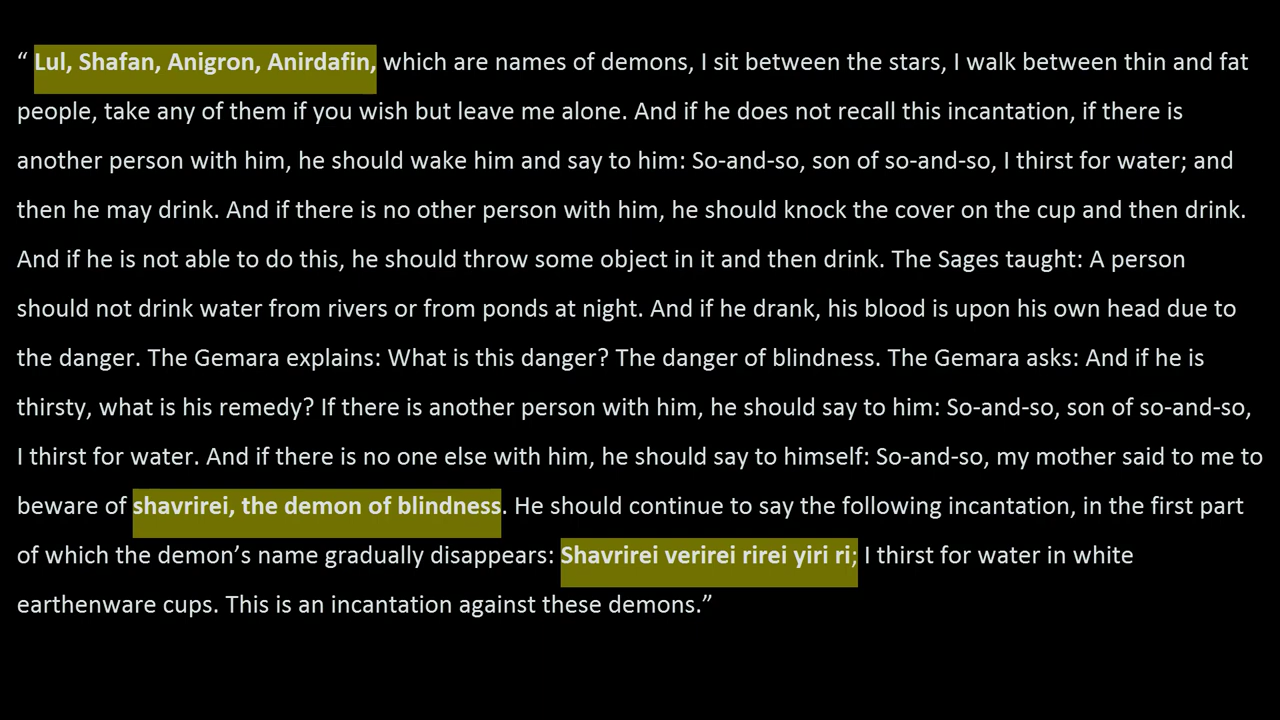 “ Lul, Shafan, Anigron, Anirdafin, which are names of demons, I sit between the stars, I walk between thin and fat
people, take any of them if you wish but leave me alone. And if he does not recall this incantation, if there is
another person with him, he should wake him and say to him: So-and-so, son of so-and-so, I thirst for water; and
then he may drink. And if there is no other person with him, he should knock the cover on the cup and then drink.
And if he is not able to do this, he should throw some object in it and then drink. The Sages taught: A person
should not drink water from rivers or from ponds at night. And if he drank, his blood is upon his own head due to
the danger. The Gemara explains: What is this danger? The danger of blindness. The Gemara asks: And if he is
thirsty, what is his remedy? If there is another person with him, he should say to him: So-and-so, son of so-and-so,
I thirst for water. And if there is no one else with him, he should say to himself: So-and-so, my mother said to me to
beware of shavrirei, the demon of blindness. He should continue to say the following incantation, in the first part
of which the demon’s name gradually disappears: Shavrirei verirei rirei yiri ri; I thirst for water in white
earthenware cups. This is an incantation against these demons.”